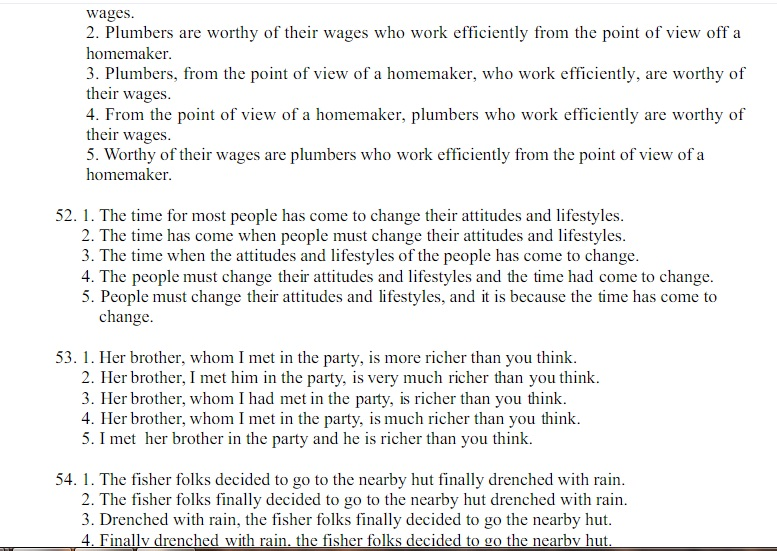 wages.
2. Plumbers are worthy of their wages who work efficiently from the point of view off a
homemaker.
3. Plumbers, from the point of view of a homemaker, who work efficiently, are worthy of
their wages.
4. From the point of view of a homemaker, plumbers who work efficiently are worthy of
their wages.
5. Worthy of their wages are plumbers who work efficiently from the point of view of a
homemaker.
52. 1. The time for most people has come to change their attitudes and lifestyles.
2. The time has come when people must change their attitudes and lifestyles.
3. The time when the attitudes and lifestyles of the people has come to change.
4. The people must change their attitudes and lifestyles and the time had come to change.
5. People must change their attitudes and lifestyles, and it is because the time has come to
change.
53. 1. Her brother, whom I met in the party, is more richer than you think.
2. Her brother, I met him in the party, is very much richer than you think.
3. Her brother, whom I had met in the party, is richer than you think.
4. Her brother, whom I met in the party, is much richer than you think.
5. I met her brother in the party and he is richer than you think.
54. 1. The fisher folks decided to go to the nearby hut finally drenched with rain.
2. The fisher folks finally decided to go to the nearby hut drenched with rain.
3. Drenched with rain, the fisher folks finally decided to go the nearby hut.
4. Finally drenched with rain, the fisher folks decided to go the nearby hut.